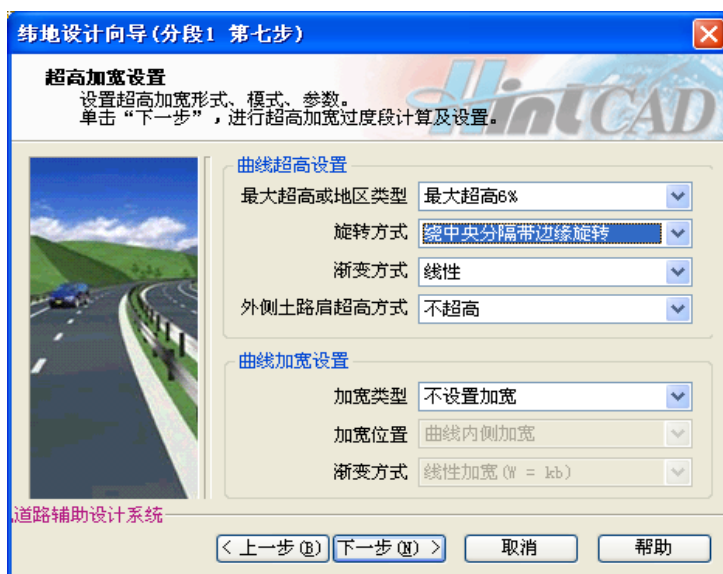 纬地设计向导(分段1 第七步)
超高加宽设置
设置超高加宽形式、模式、参数。
单击“下一步”,进行超高加宽过度段计算及设置。
HintCAD
曲线超高设置
最大超高或地区类型 最大超高6%
旋转方式 绕中央分隔带边缘旋转
渐变方式 线性
外侧土路肩超高方式 不超高
曲线加宽设置
加宽类型 不设置加宽
加宽位置 曲线内侧加宽
渐变方式 线性加宽(W = kb)
道路辅助设计系统
< 上一步(B) 下一步(N) > 取消 帮助